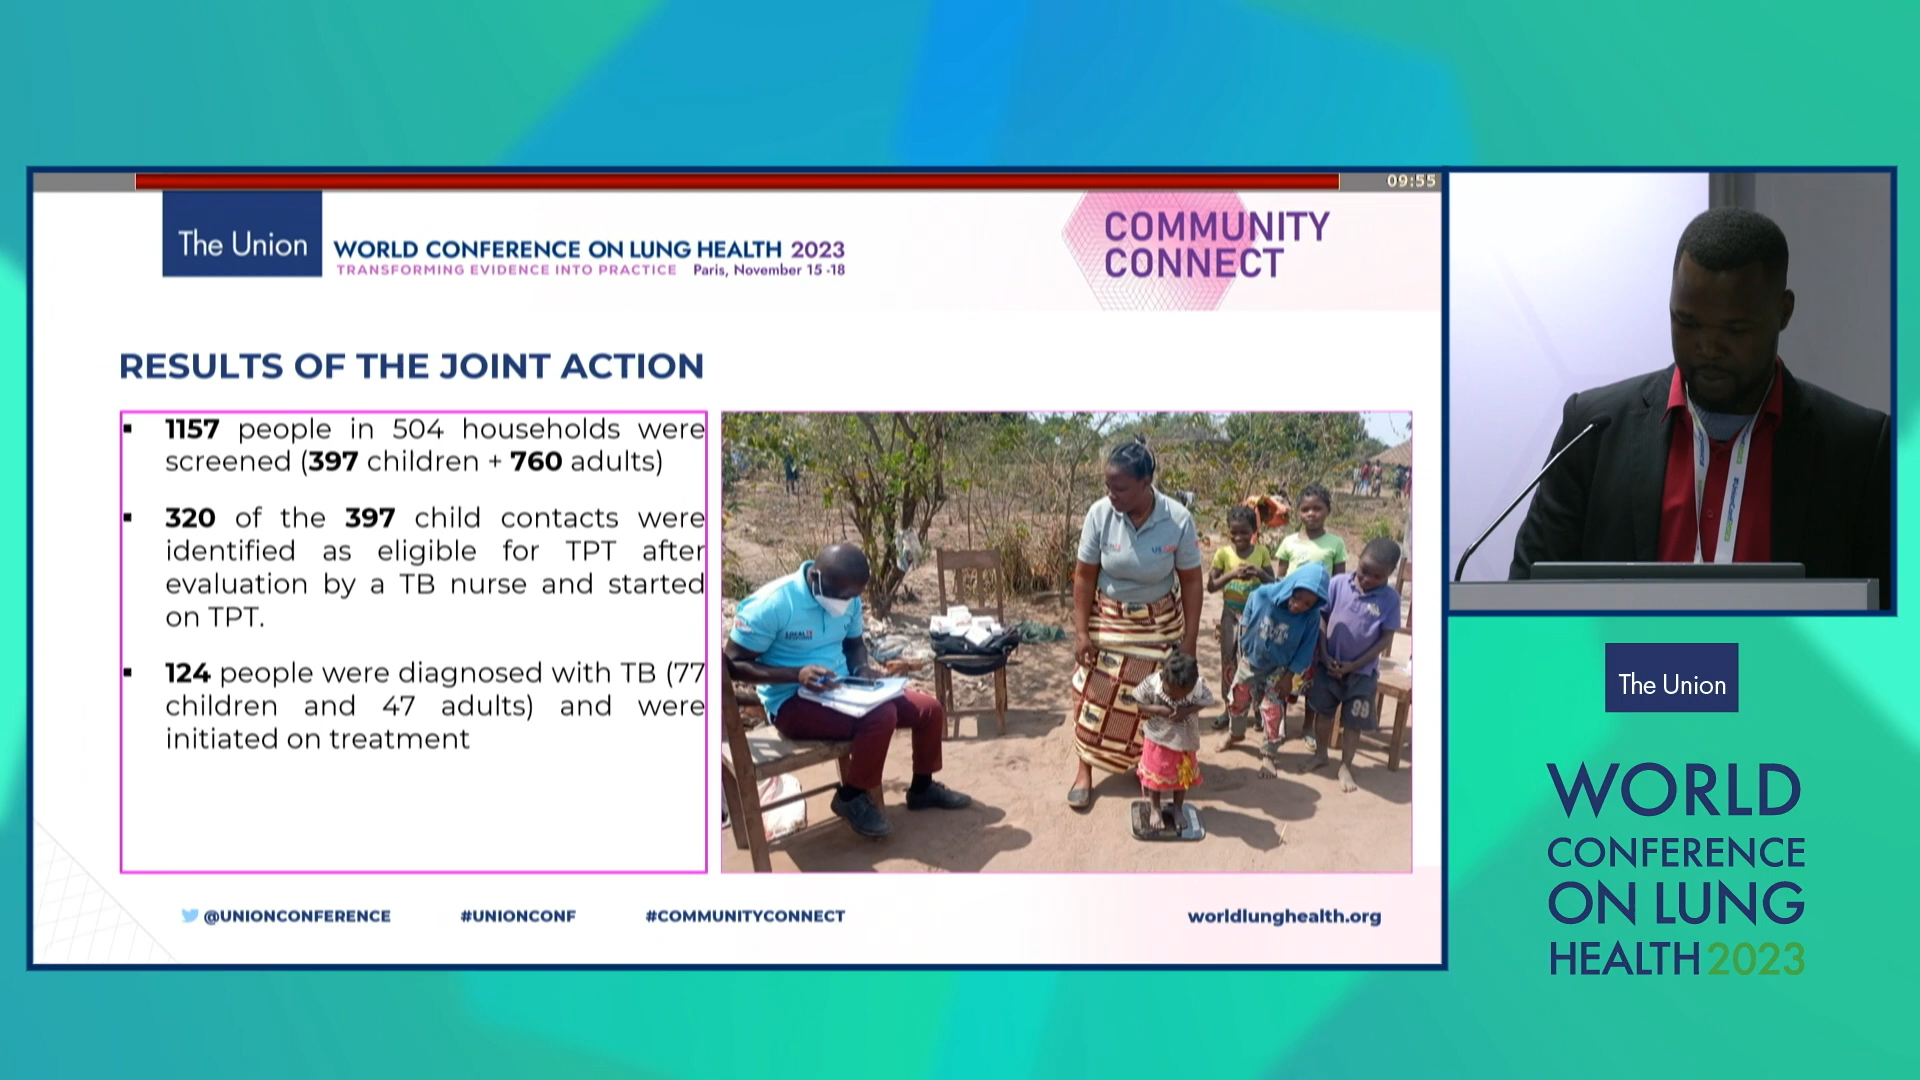 09:55
The Union
WORLD CONFERENCE ON LUNG HEALTH 2023
TRANSFORMING EVIDENCE INTO PRACTICE Paris, November 15 -18
COMMUNITY
CONNECT
RESULTS OF THE JOINT ACTION
▪ 1157 people in 504 households were
screened (397 children + 760 adults)
▪ 320 of the 397 child contacts were
identified as eligible for TPT after
evaluation by a TB nurse and started
on TPT.
▪ 124 people were diagnosed with TB (77
children and 47 adults) and were
initiated on treatment
LOCAL
99
@UNIONCONFERENCE #UNIONCONF #COMMUNITYCONNECT worldlunghealth.org
The Union
WORLD
CONFERENCE
ON LUNG
HEALTH 2023